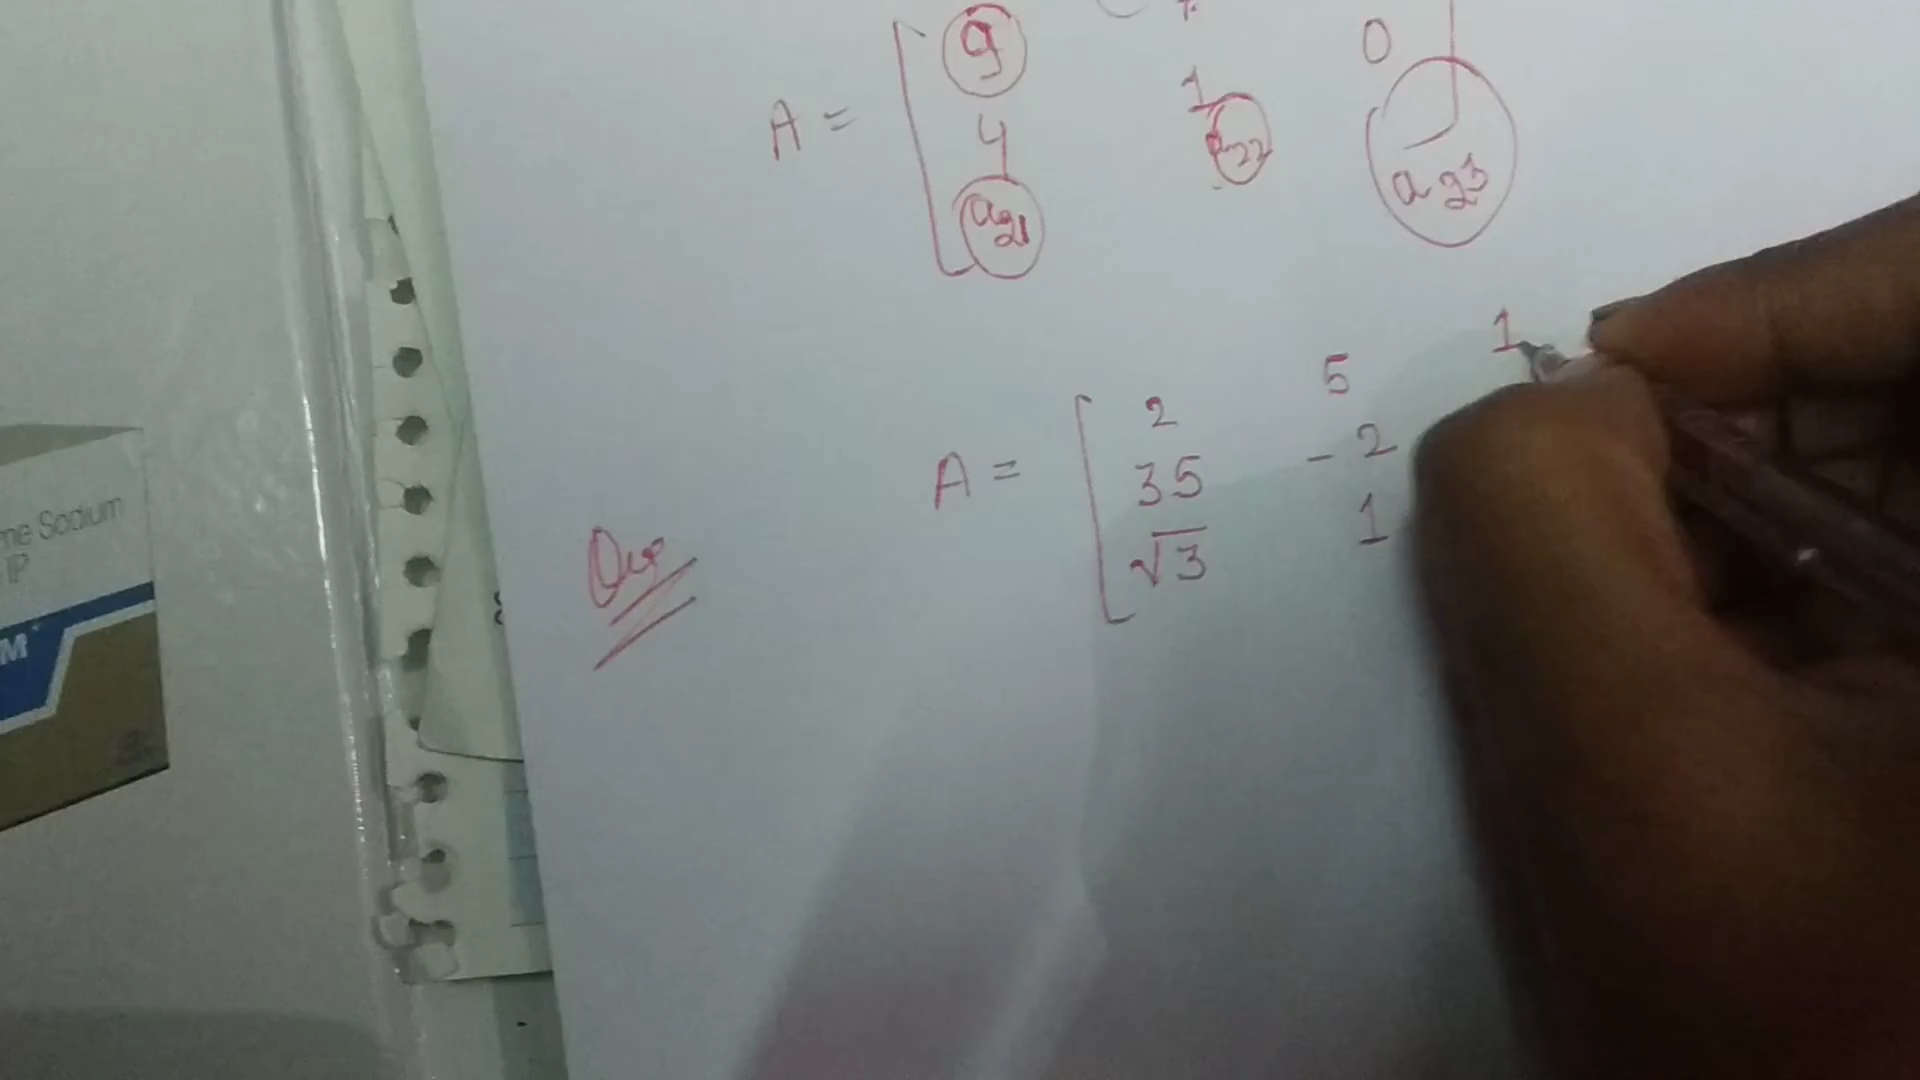 9 0
A = 4 1
a21 a22 a23
2 5 1
A = 35 - 2
√3 1
Que
me Sodium
IP
M